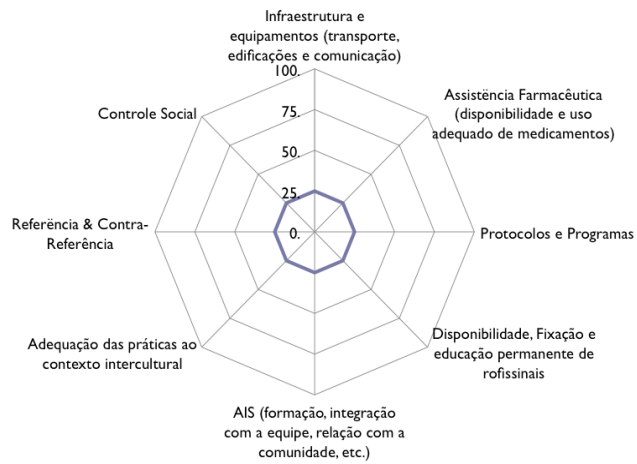 Infraestrutura e
equipamentos (transporte,
edificações e comunicação)
100.
75.
50.
25.
0.
Assistëncia Farmacêutica
(disponibilidade e uso
adequado de medicamentos)
Protocolos e Programas
Disponibilidade, Fixação e
educação permanente de
rofissinais
AIS (formação, integração
com a equipe, relação com a
comunidade, etc.)
Adequação das práticas ao
contexto intercultural
Referëncia & Contra-
Referência
Controle Social